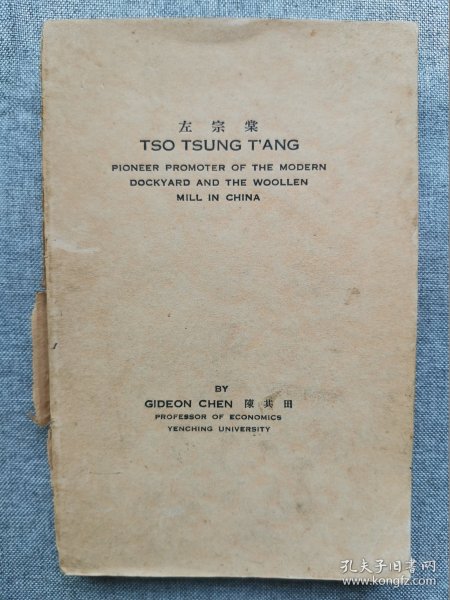 左宗棠
TSO TSUNG T'ANG
PIONEER PROMOTER OF THE MODERN
DOCKYARD AND THE WOOLLEN
MILL IN CHINA
BY
GIDEON CHEN 陳其田
PROFESSOR OF ECONOMICS
YENCHING UNIVERSITY
孔夫子旧书网
www.kongfz.com